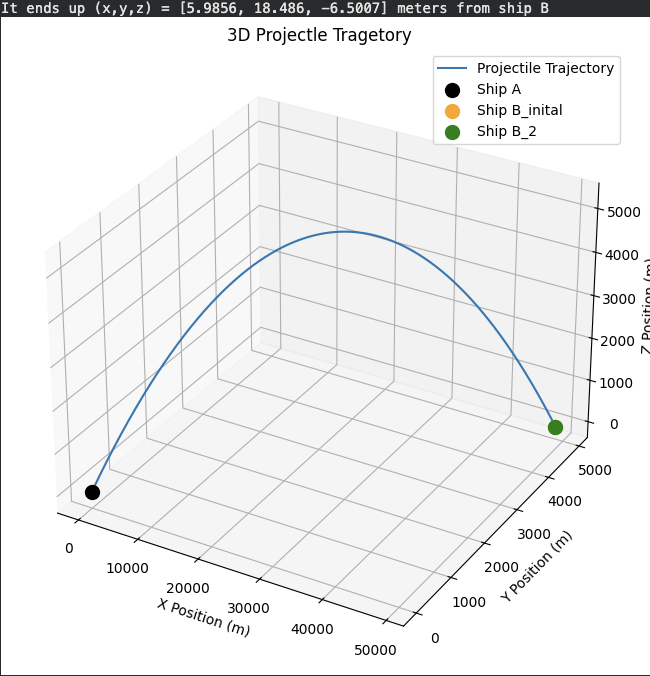 It ends up (x,y,z) = [5.9856, 18.486, −6.5007] meters from ship B
3D Projectle Tragetory
Projectile Trajectory
Ship A
Ship B_inital
Ship B_2
5000
4000
3000
2000
1000
0
Z Position (m)
5000
4000
3000
2000
1000
0
Y Position (m)
0
10000
20000
30000
40000
50000
X Position (m)